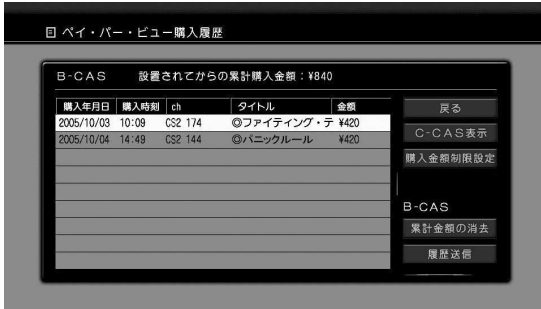 ペイ・パー・ビュー購入履歴
B-CAS 設置されてからの累計購入金額：¥840
購入年月日 購入時刻 ch タイトル 金額
2005/10/03 10:09 CS2 174 ◎ファイティング・テ ¥420
2005/10/04 14:49 CS2 144 ◎パニックルール ¥420
戻る
C-CAS表示
購入金額制限設定
B-CAS
累計金額の消去
履歴送信